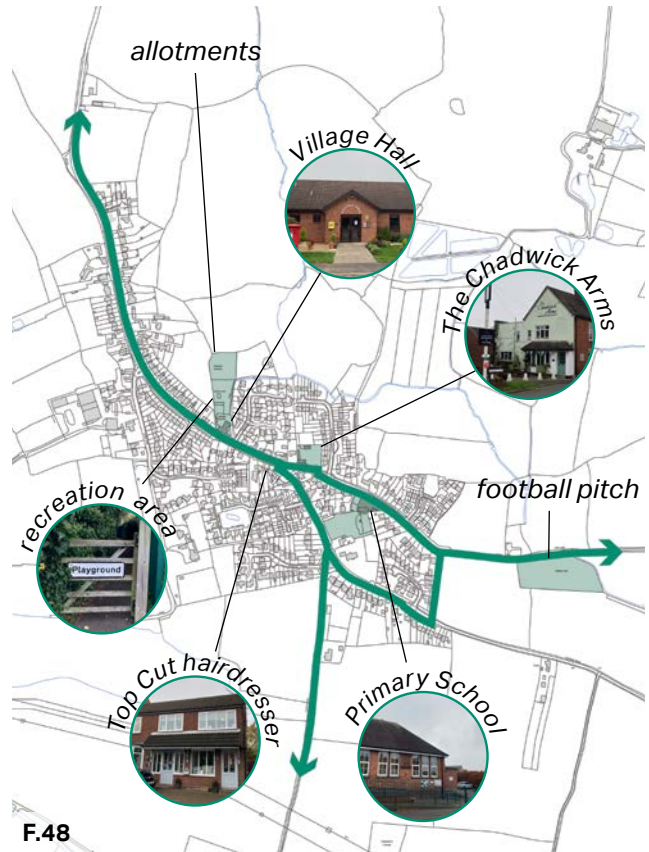 allotments
Village Hall
The Chadwick Arms
recreation area
Playground
football pitch
Top Cut hairdresser
Primary School
F.48